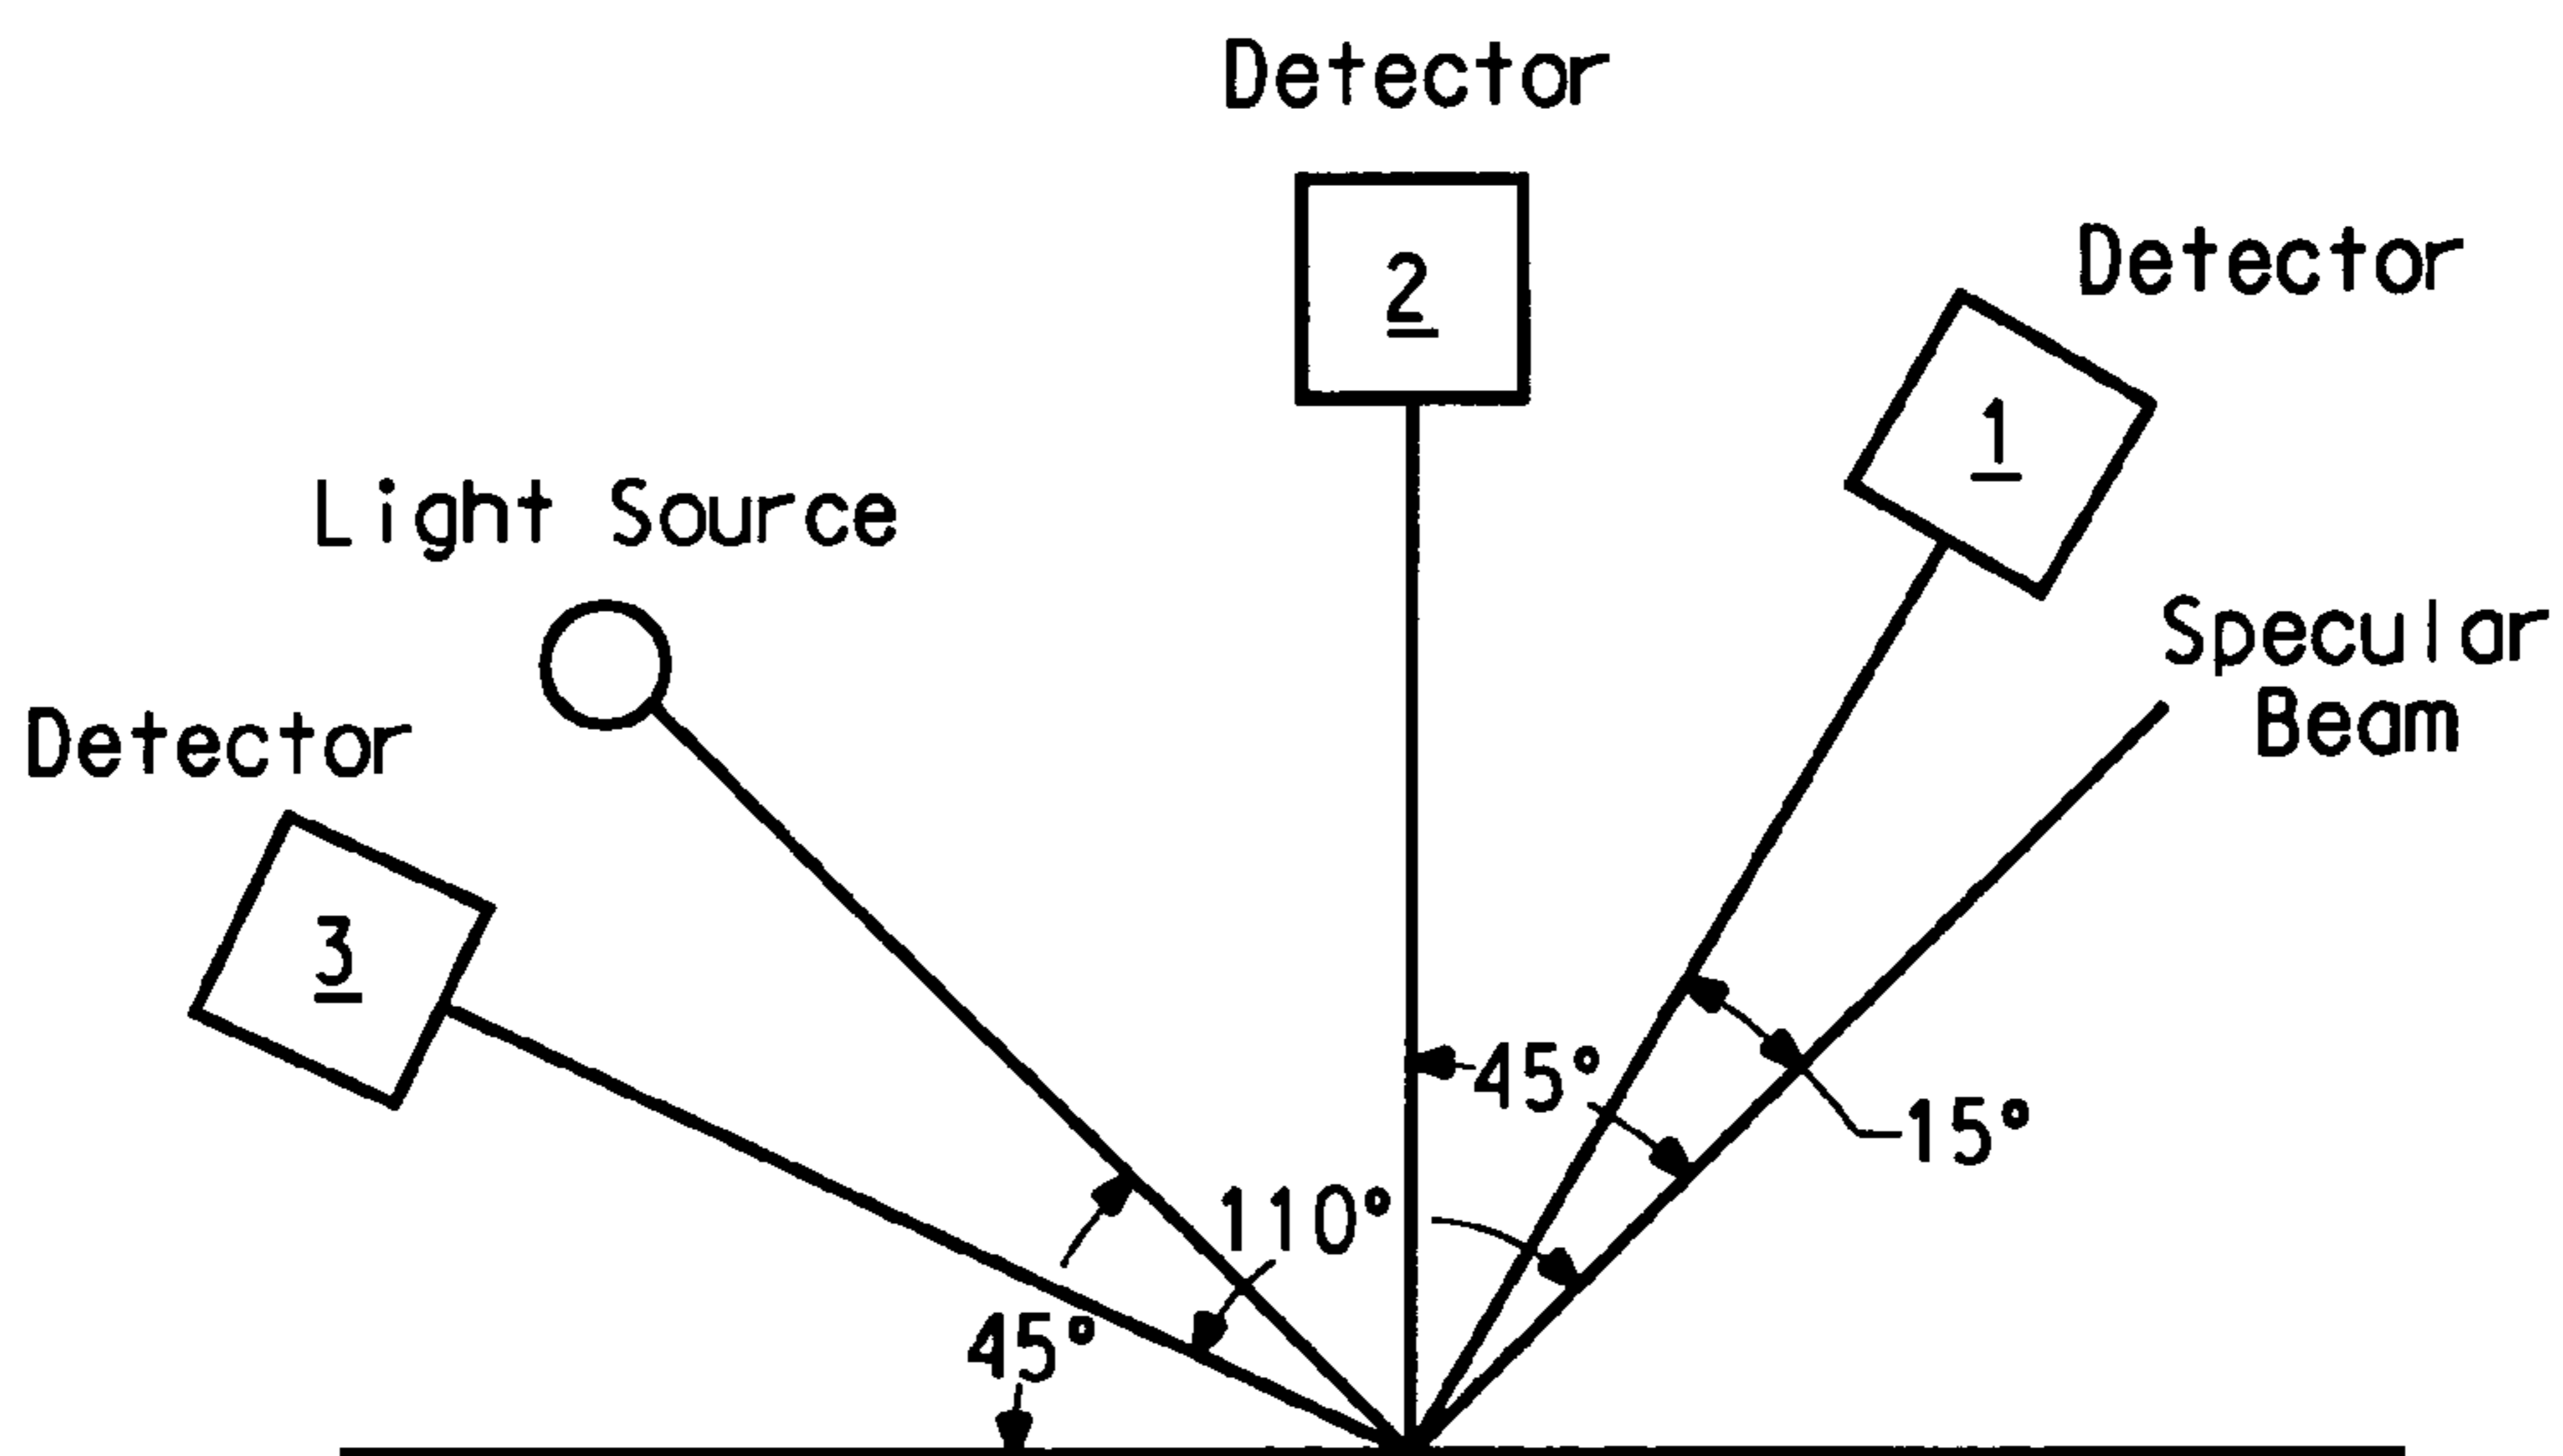 Detector
2
Detector
1
Light Source
Specular
Beam
Detector
3
45°
15°
110°
45°